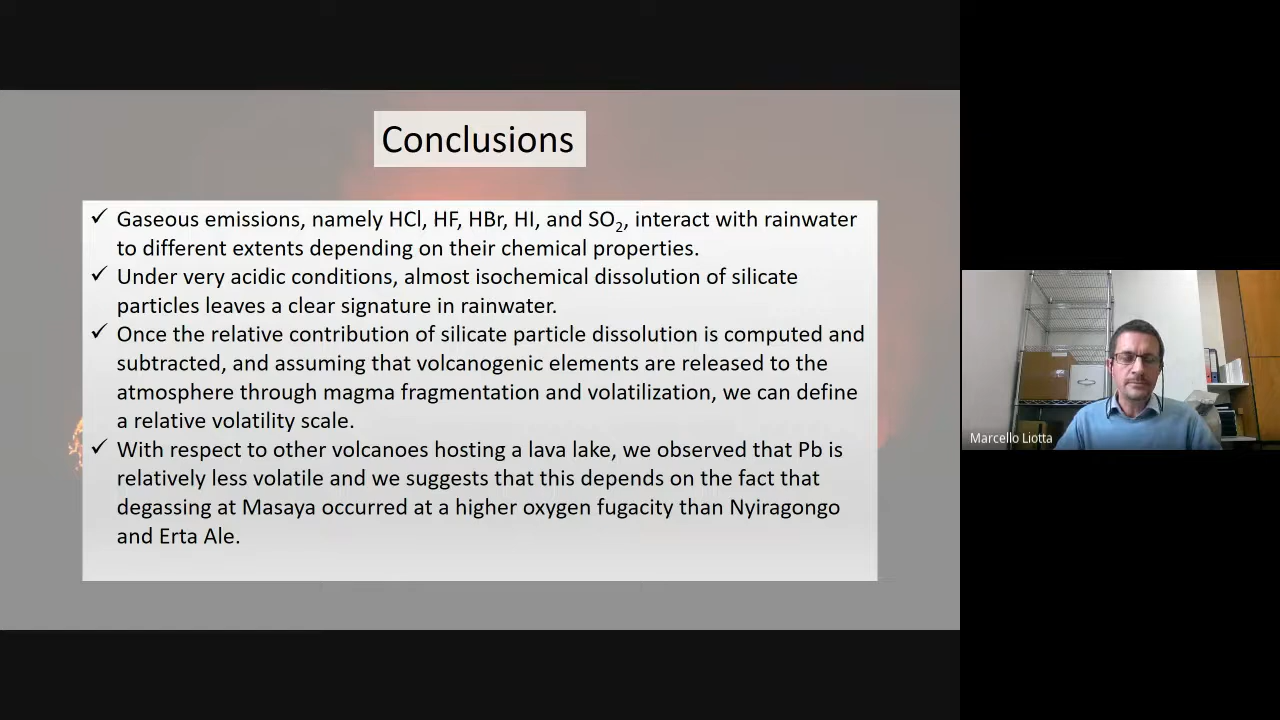 Conclusions
✓ Gaseous emissions, namely HCl, HF, HBr, HI, and SO₂, interact with rainwater
to different extents depending on their chemical properties.
✓ Under very acidic conditions, almost isochemical dissolution of silicate
particles leaves a clear signature in rainwater.
✓ Once the relative contribution of silicate particle dissolution is computed and
subtracted, and assuming that volcanogenic elements are released to the
atmosphere through magma fragmentation and volatilization, we can define
a relative volatility scale.
✓ With respect to other volcanoes hosting a lava lake, we observed that Pb is
relatively less volatile and we suggests that this depends on the fact that
degassing at Masaya occurred at a higher oxygen fugacity than Nyiragongo
and Erta Ale.
Marcello Liotta